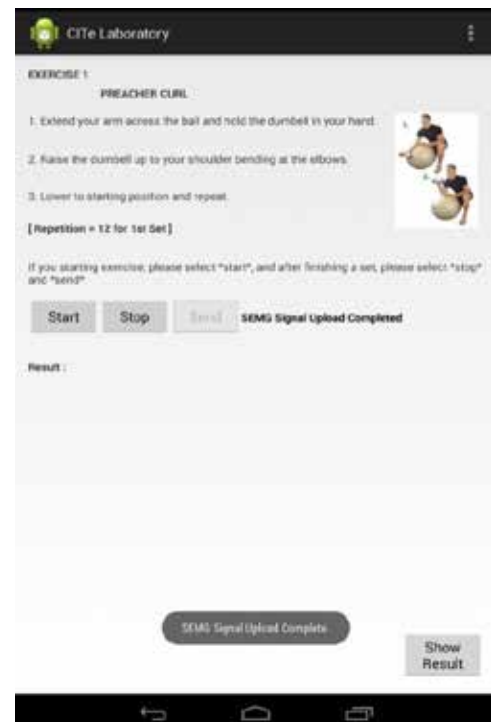 CITe Laboratory
EXERCISE 1
PREACHER CURL
1. Extend your arm across the ball and hold the dumbell in your hand.
2. Raise the dumbell up to your shoulder bending at the elbows.
3. Lower to starting position and repeat.
[ Repetition = 12 for 1st Set ]
If you starting exercise, please select "start", and after finishing a set, please select "stop"
and "send"
Start Stop Send SEMG Signal Upload Completed
Result :
SEMG Signal Upload Complete
Show
Result